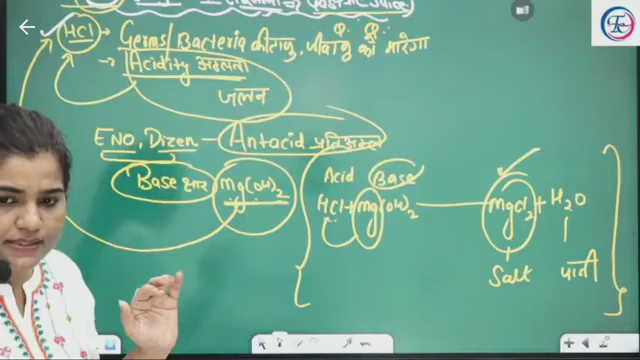 HCl → Germs/Bacteria कीटाणु, जीवाणु को मारेगा
→ Acidity अम्लता
जलन
ENO, Dizen — Antacid प्रतिअम्ल
Base क्षार Mg(OH)₂
Acid Base
HCl + Mg(OH)₂ — MgCl₂ + H₂O
Salt पानी